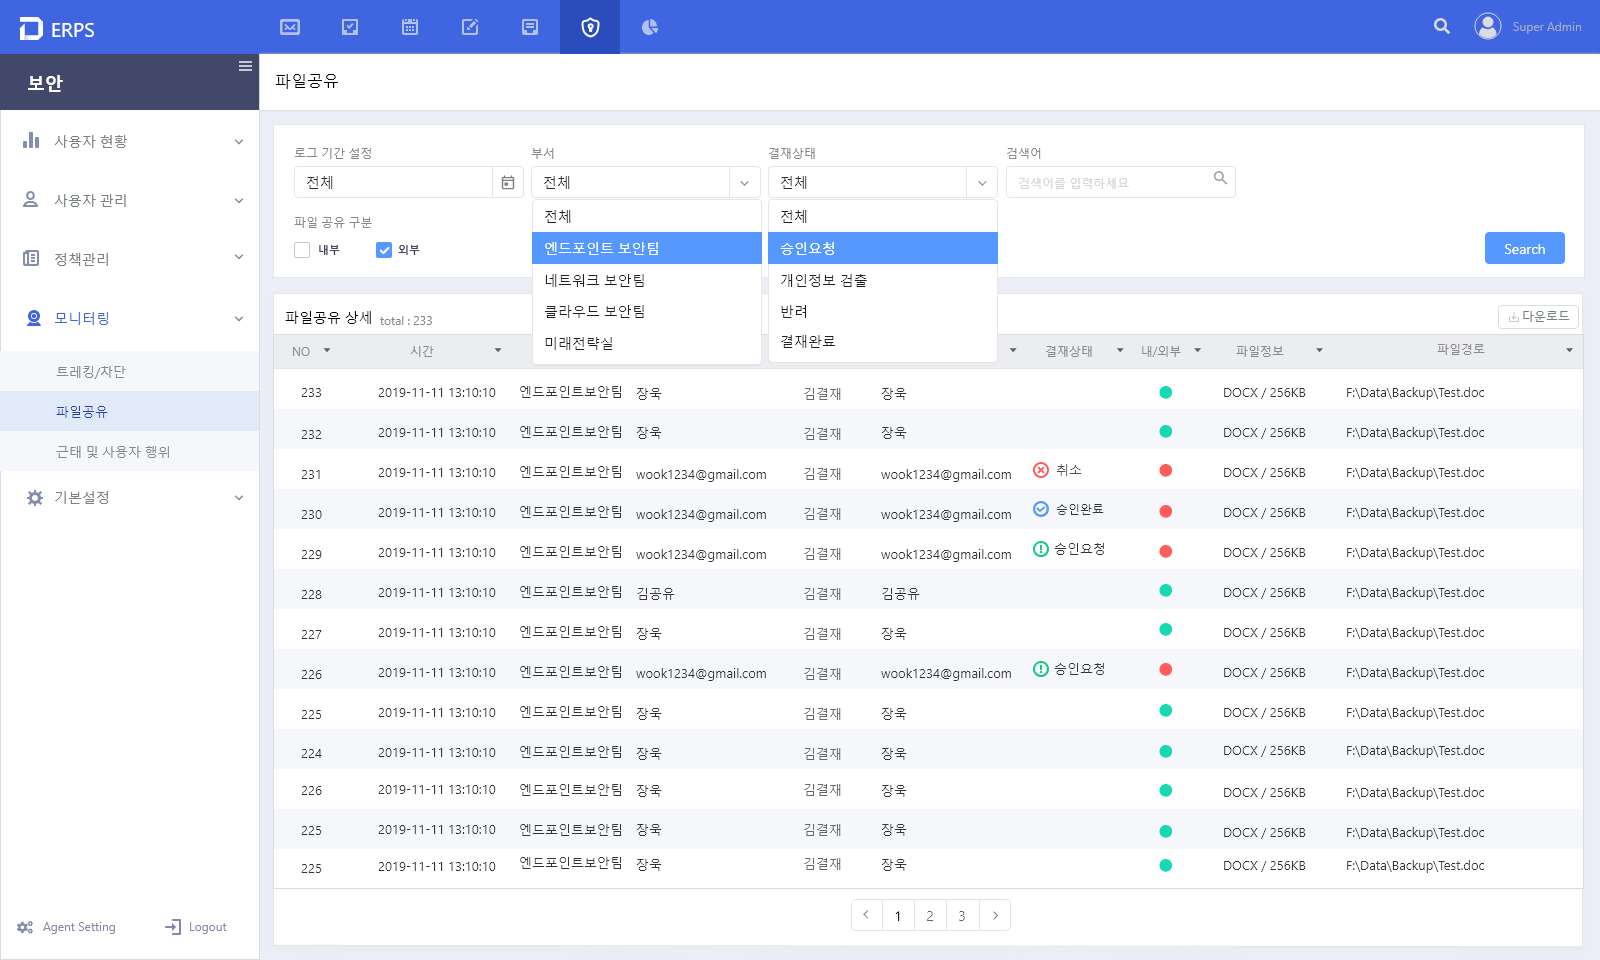 ERPS
Super Admin
보안
파일공유
사용자 현황
사용자 관리
정책관리
모니터링
트레킹/차단
파일공유
근태 및 사용자 행위
기본설정
Agent Setting
Logout
로그 기간 설정 부서 결재상태 검색어
전체 전체 전체 검색어를 입력하세요
파일 공유 구분
내부 외부
전체
엔드포인트 보안팀
네트워크 보안팀
클라우드 보안팀
미래전략실
전체
승인요청
개인정보 검출
반려
결재완료
Search
파일공유 상세 total : 233
다운로드
NO 시간 결재상태 내/외부 파일정보 파일경로
233 2019-11-11 13:10:10 엔드포인트보안팀 장욱 김결재 장욱 DOCX / 256KB F:\Data\Backup\Test.doc
232 2019-11-11 13:10:10 엔드포인트보안팀 장욱 김결재 장욱 DOCX / 256KB F:\Data\Backup\Test.doc
231 2019-11-11 13:10:10 엔드포인트보안팀 wook1234@gmail.com 김결재 wook1234@gmail.com 취소 DOCX / 256KB F:\Data\Backup\Test.doc
230 2019-11-11 13:10:10 엔드포인트보안팀 wook1234@gmail.com 김결재 wook1234@gmail.com 승인완료 DOCX / 256KB F:\Data\Backup\Test.doc
229 2019-11-11 13:10:10 엔드포인트보안팀 wook1234@gmail.com 김결재 wook1234@gmail.com 승인요청 DOCX / 256KB F:\Data\Backup\Test.doc
228 2019-11-11 13:10:10 엔드포인트보안팀 김공유 김결재 김공유 DOCX / 256KB F:\Data\Backup\Test.doc
227 2019-11-11 13:10:10 엔드포인트보안팀 장욱 김결재 장욱 DOCX / 256KB F:\Data\Backup\Test.doc
226 2019-11-11 13:10:10 엔드포인트보안팀 wook1234@gmail.com 김결재 wook1234@gmail.com 승인요청 DOCX / 256KB F:\Data\Backup\Test.doc
225 2019-11-11 13:10:10 엔드포인트보안팀 장욱 김결재 장욱 DOCX / 256KB F:\Data\Backup\Test.doc
224 2019-11-11 13:10:10 엔드포인트보안팀 장욱 김결재 장욱 DOCX / 256KB F:\Data\Backup\Test.doc
226 2019-11-11 13:10:10 엔드포인트보안팀 장욱 김결재 장욱 DOCX / 256KB F:\Data\Backup\Test.doc
225 2019-11-11 13:10:10 엔드포인트보안팀 장욱 김결재 장욱 DOCX / 256KB F:\Data\Backup\Test.doc
225 2019-11-11 13:10:10 엔드포인트보안팀 장욱 김결재 장욱 DOCX / 256KB F:\Data\Backup\Test.doc
1 2 3